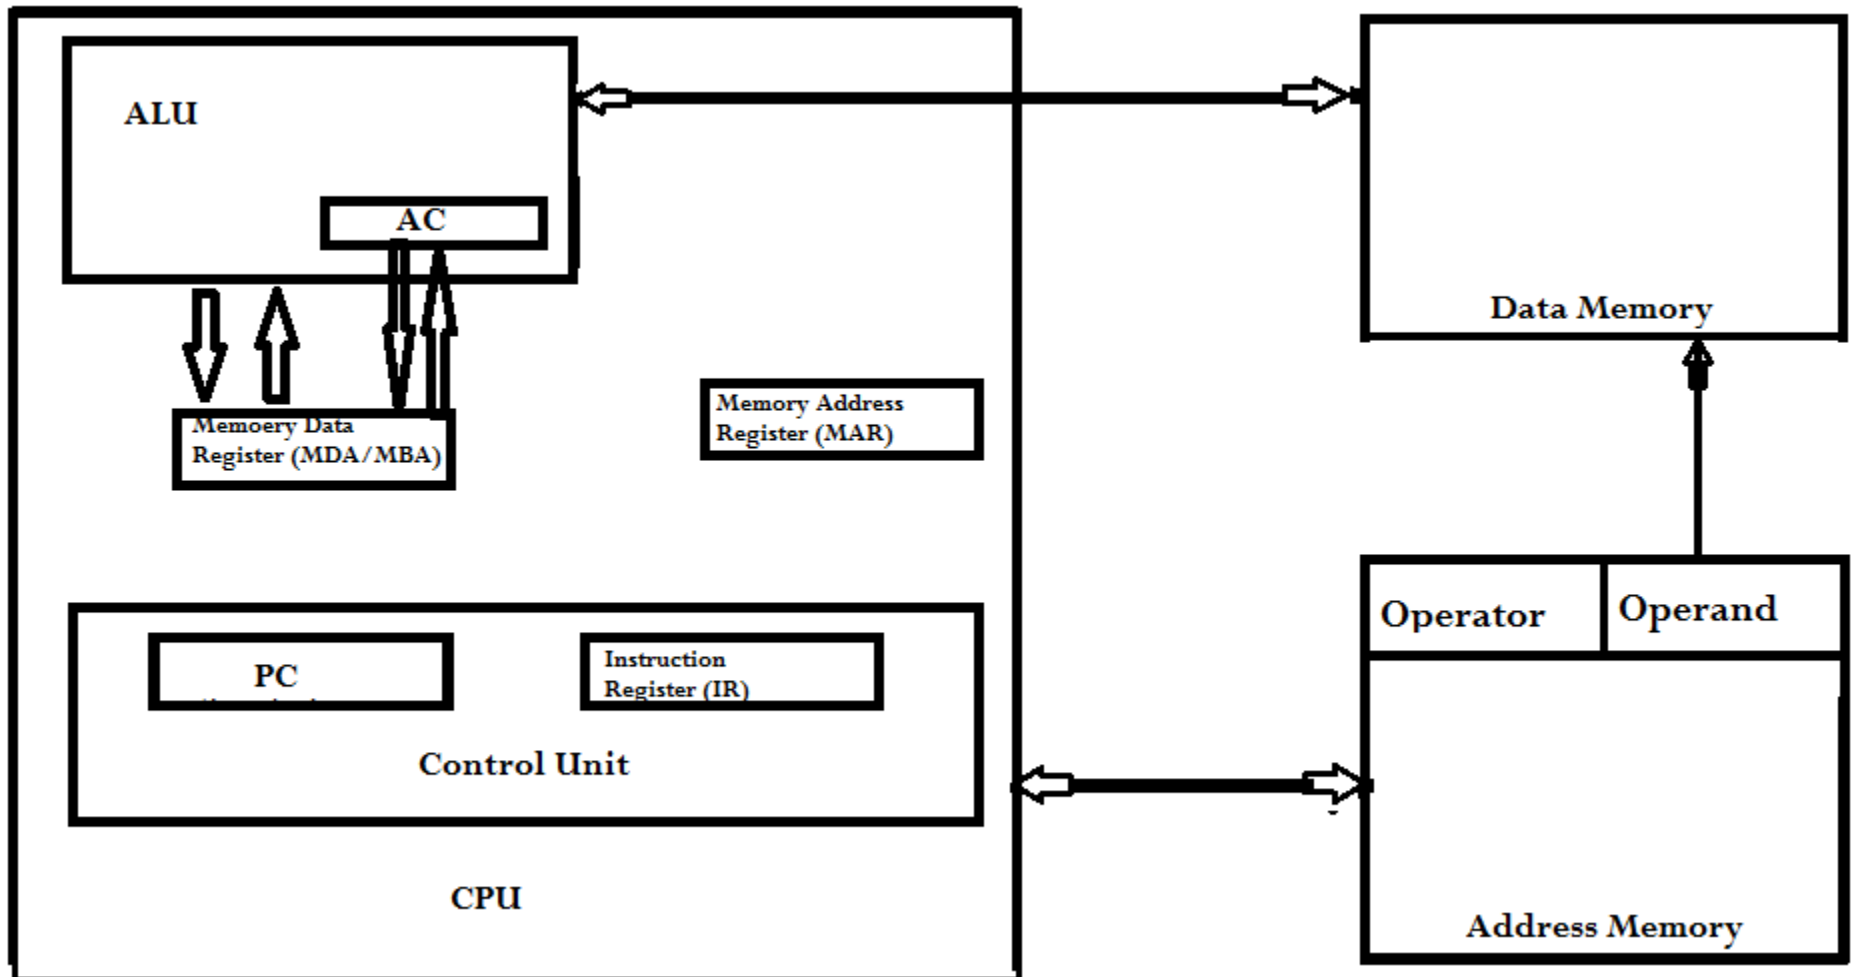 ALU
AC
Data Memory
Memoery Data
Register (MDA/MBA)
Memory Address
Register (MAR)
Operator
Operand
PC
Instruction
Register (IR)
Control Unit
CPU
Address Memory